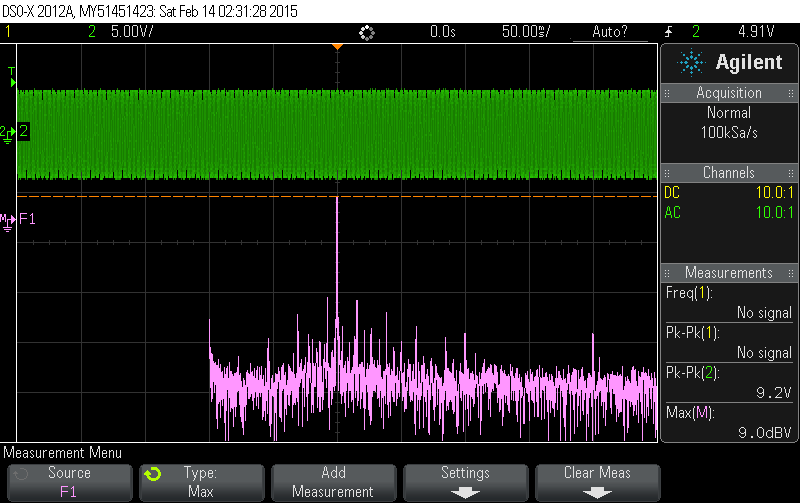 DSO-X 2012A, MY51451423: Sat Feb 14 02:31:28 2015
1 2 5.00V/ 0.0s 50.00ms/ Auto? 2 4.91V
Agilent
Acquisition
Normal
100kSa/s
Channels
DC 10.0:1
AC 10.0:1
Measurements
Freq(1):
No signal
Pk-Pk(1):
No signal
Pk-Pk(2):
9.2V
Max(M):
9.0dBV
T
2 2
M F1
Measurement Menu
Source
F1
Type:
Max
Add
Measurement
Settings
Clear Meas